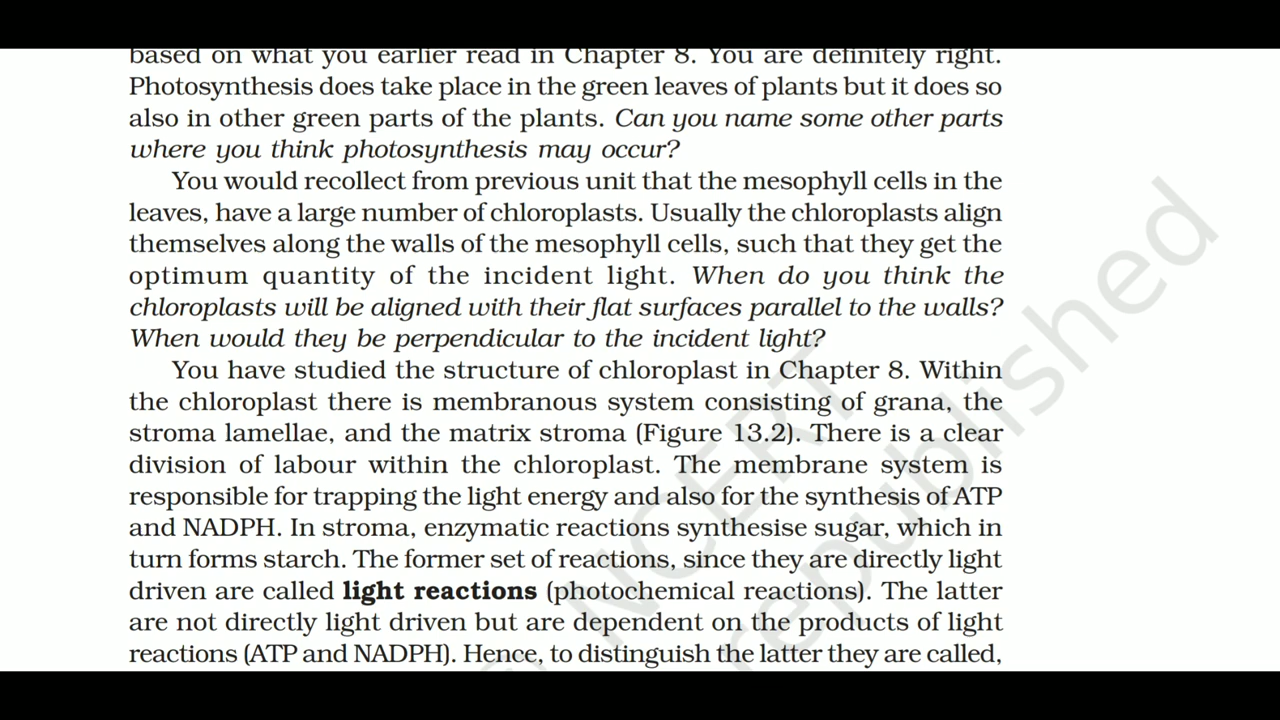 based on what you earlier read in Chapter 8. You are definitely right.
Photosynthesis does take place in the green leaves of plants but it does so
also in other green parts of the plants. Can you name some other parts
where you think photosynthesis may occur?
You would recollect from previous unit that the mesophyll cells in the
leaves, have a large number of chloroplasts. Usually the chloroplasts align
themselves along the walls of the mesophyll cells, such that they get the
optimum quantity of the incident light. When do you think the
chloroplasts will be aligned with their flat surfaces parallel to the walls?
When would they be perpendicular to the incident light?
You have studied the structure of chloroplast in Chapter 8. Within
the chloroplast there is membranous system consisting of grana, the
stroma lamellae, and the matrix stroma (Figure 13.2). There is a clear
division of labour within the chloroplast. The membrane system is
responsible for trapping the light energy and also for the synthesis of ATP
and NADPH. In stroma, enzymatic reactions synthesise sugar, which in
turn forms starch. The former set of reactions, since they are directly light
driven are called light reactions (photochemical reactions). The latter
are not directly light driven but are dependent on the products of light
reactions (ATP and NADPH). Hence, to distinguish the latter they are called,
NCERT
republished